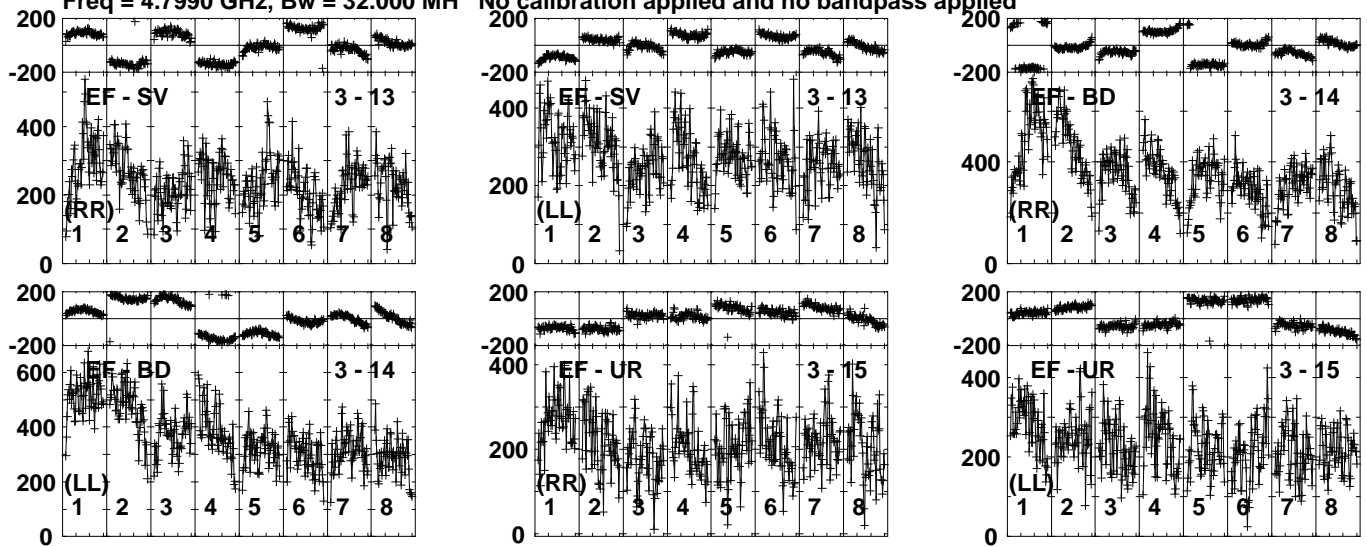 Freq = 4.7990 GHz, Bw = 32.000 MH No calibration applied and no bandpass applied
200
-200
EF - SV 3 - 13
400
200
(RR)
1 2 3 4 5 6 7 8
0
200
-200
EF - SV 3 - 13
400
200
(LL)
1 2 3 4 5 6 7 8
0
200
-200
EF - BD 3 - 14
400
(RR)
1 2 3 4 5 6 7 8
0
200
-200
EF - BD 3 - 14
600
400
200
(LL)
1 2 3 4 5 6 7 8
0
200
-200
EF - UR 3 - 15
400
200
(RR)
1 2 3 4 5 6 7 8
0
200
-200
EF - UR 3 - 15
400
200
(LL)
1 2 3 4 5 6 7 8
0